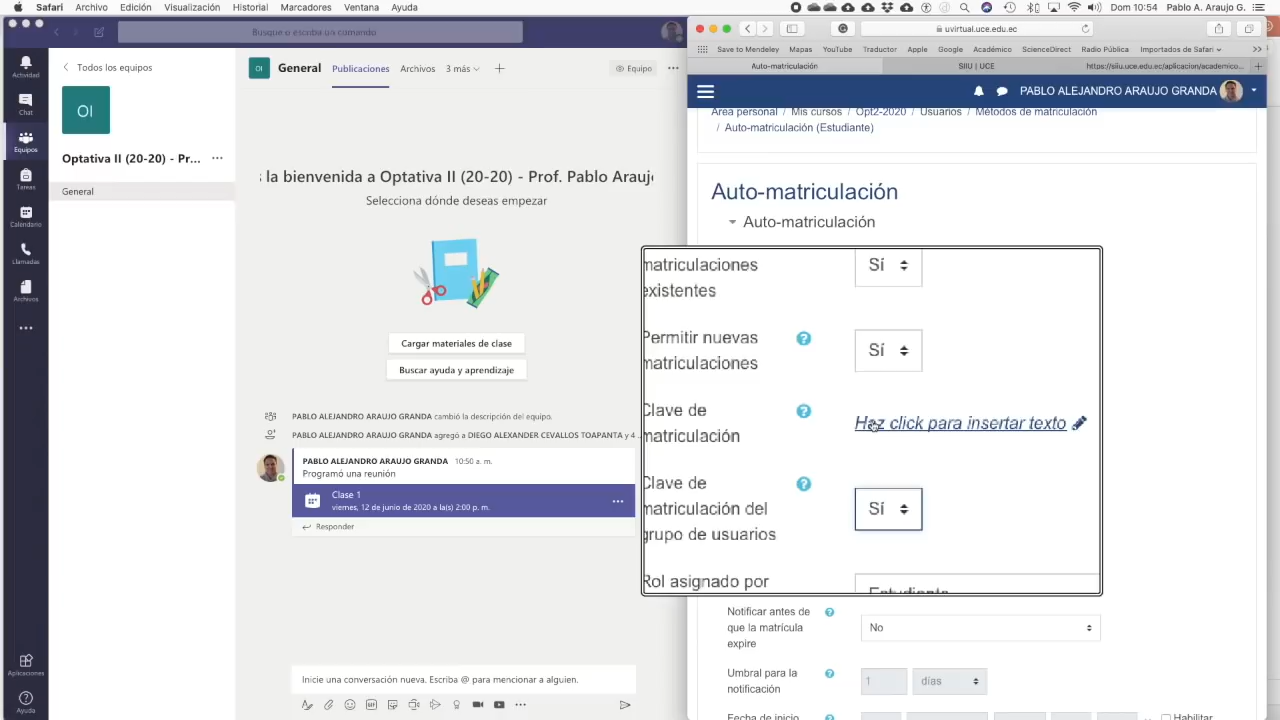 Safari Archivo Edición Visualización Historial Marcadores Ventana Ayuda
Dom 10:54 Pablo A. Araujo G.
Busque o escriba un comando
Actividad
Chat
Equipos
Tareas
Calendario
Llamadas
Archivos
Aplicaciones
Ayuda
Todos los equipos
OI
Optativa II (20-20) - Pr... ...
General
OI
General
Publicaciones
Archivos
3 más
Equipo
la bienvenida a Optativa II (20-20) - Prof. Pablo Arauj
Selecciona dónde deseas empezar
Cargar materiales de clase
Buscar ayuda y aprendizaje
PABLO ALEJANDRO ARAUJO GRANDA cambió la descripción del equipo.
PABLO ALEJANDRO ARAUJO GRANDA agregó a DIEGO ALEXANDER CEVALLOS TOAPANTA y 4 ...
PABLO ALEJANDRO ARAUJO GRANDA 10:50 a. m.
Programó una reunión
Clase 1
viernes, 12 de junio de 2020 a la(s) 2:00 p. m.
Responder
Inicie una conversación nueva. Escriba @ para mencionar a alguien.
GIF
uvirtual.uce.edu.ec
Save to Mendeley Mapas YouTube Traductor Apple Google Académico ScienceDirect Radio Pública Importados de Safari
Auto-matriculación
SIIU | UCE
https://siiu.uce.edu.ec/aplicacion/academico...
PABLO ALEJANDRO ARAUJO GRANDA
Área personal / Mis cursos / Opt2-2020 / Usuarios / Métodos de matriculación
/ Auto-matriculación (Estudiante)
Auto-matriculación
Auto-matriculación
matriculaciones
existentes
Sí
Permitir nuevas
matriculaciones
Sí
Clave de
matriculación
Haz click para insertar texto
Clave de
matriculación del
grupo de usuarios
Sí
Rol asignado por
Estudiante
Notificar antes de
que la matrícula
expire
No
Umbral para la
notificación
1
días
Fecha de inicio
Habilitar